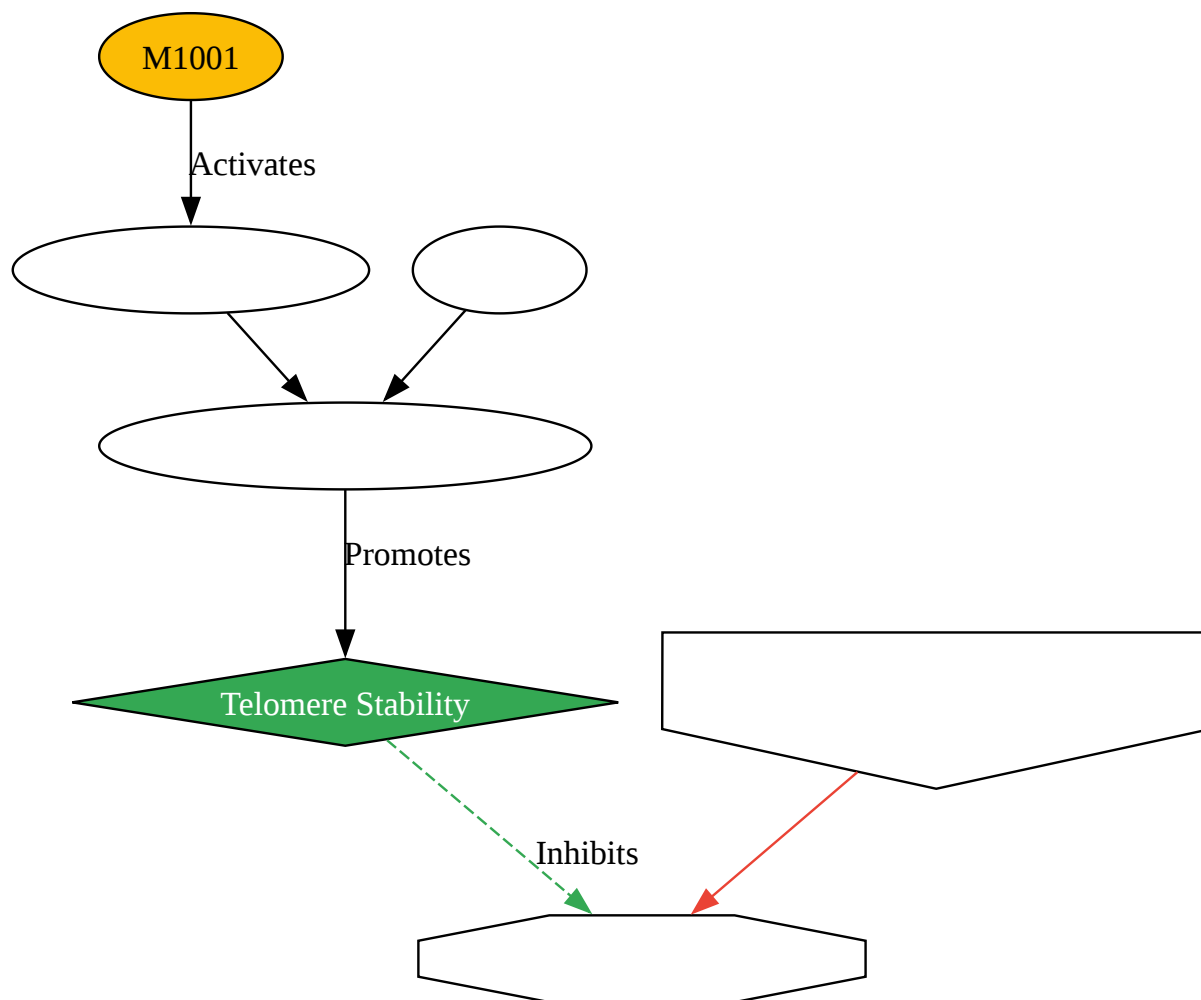 M1001
Activates
Promotes
Telomere Stability
Inhibits